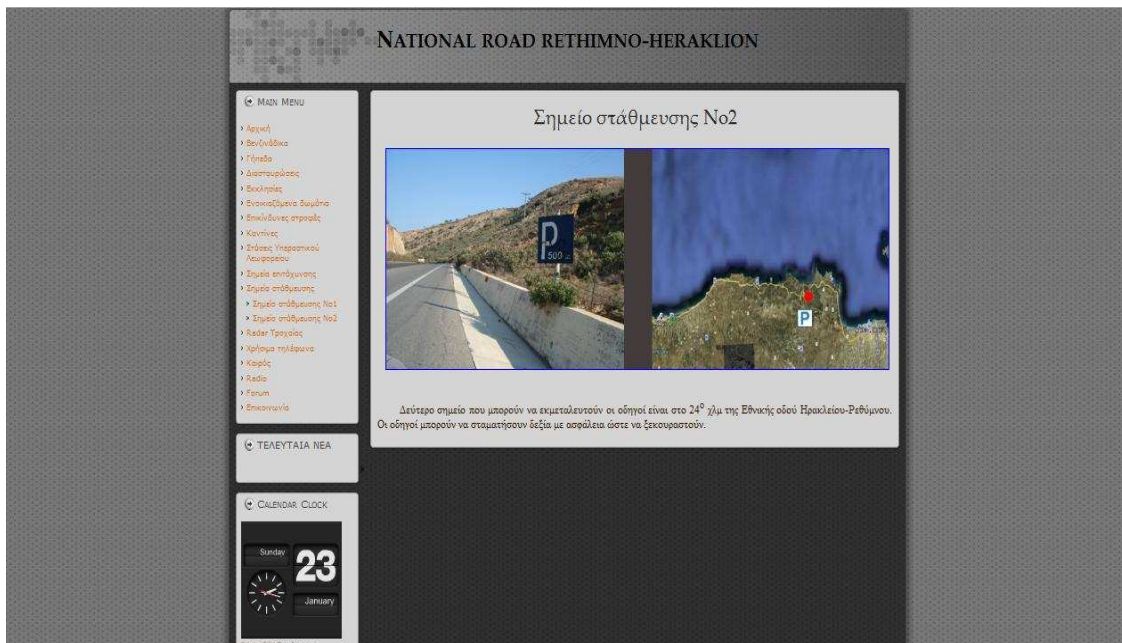 NATIONAL ROAD RETHIMNO-HERAKLION
MAIN MENU
Αρχική
Βενζινάδικα
Γήπεδα
Διασταυρώσεις
Εκκλησίες
Ενοικιαζόμενα δωμάτια
Επικίνδυνες στροφές
Καντίνες
Στάσεις Υπεραστικού
Λεωφορείου
Σημεία επιτάχυνσης
Σημεία στάθμευσης
Σημείο στάθμευσης Νο1
Σημείο στάθμευσης Νο2
Radar Τροχαίας
Χρήσιμα τηλέφωνα
Καιρός
Radio
Forum
Επικοινωνία
ΤΕΛΕΥΤΑΙΑ ΝΕΑ
CALENDAR CLOCK
Sunday
23
January
Σημείο στάθμευσης Νο2
P
500
P
Δεύτερο σημείο που μπορούν να εκμεταλευτούν οι οδηγοί είναι στο 24ο χλμ της Εθνικής οδού Ηρακλείου-Ρεθύμνου.
Οι οδηγοί μπορούν να σταματήσουν δεξία με ασφάλεια ώστε να ξεκουραστούν.